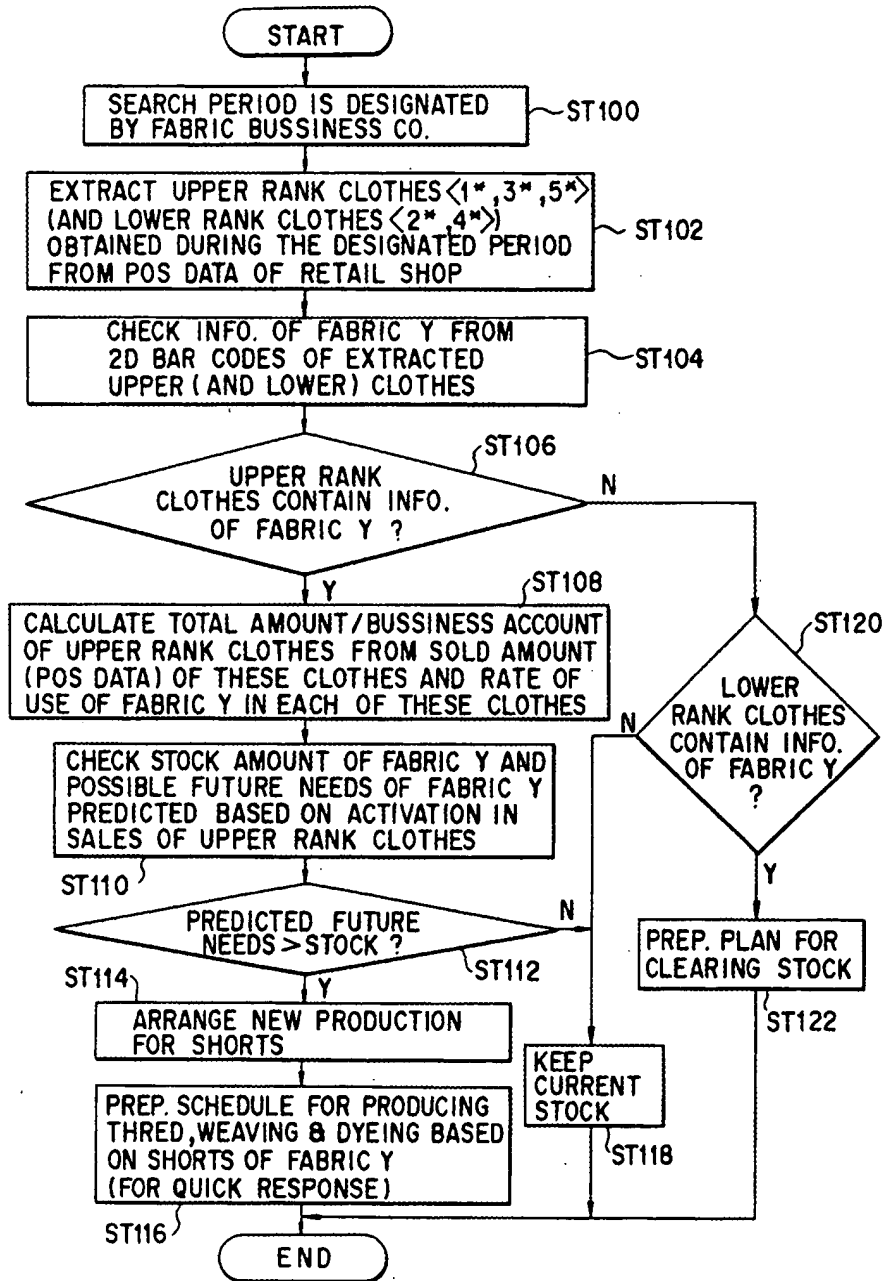 START
SEARCH PERIOD IS DESIGNATED
BY FABRIC BUSSINESS CO.
ST100
EXTRACT UPPER RANK CLOTHES <1*,3*,5*>
(AND LOWER RANK CLOTHES <2*,4*>)
OBTAINED DURING THE DESIGNATED PERIOD
FROM POS DATA OF RETAIL SHOP
ST102
CHECK INFO. OF FABRIC Y FROM
2D BAR CODES OF EXTRACTED
UPPER (AND LOWER) CLOTHES
ST104
ST106
UPPER RANK
CLOTHES CONTAIN INFO.
OF FABRIC Y ?
N
Y
ST108
CALCULATE TOTAL AMOUNT/BUSSINESS ACCOUNT
OF UPPER RANK CLOTHES FROM SOLD AMOUNT
(POS DATA) OF THESE CLOTHES AND RATE OF
USE OF FABRIC Y IN EACH OF THESE CLOTHES
ST120
LOWER
RANK CLOTHES
CONTAIN INFO.
OF FABRIC Y
?
N
Y
CHECK STOCK AMOUNT OF FABRIC Y AND
POSSIBLE FUTURE NEEDS OF FABRIC Y
PREDICTED BASED ON ACTIVATION IN
SALES OF UPPER RANK CLOTHES
ST110
PREDICTED FUTURE
NEEDS > STOCK ?
N
ST112
Y
PREP. PLAN FOR
CLEARING STOCK
ST122
ST114
ARRANGE NEW PRODUCTION
FOR SHORTS
KEEP
CURRENT
STOCK
ST118
PREP. SCHEDULE FOR PRODUCING
THRED, WEAVING & DYEING BASED
ON SHORTS OF FABRIC Y
(FOR QUICK RESPONSE)
ST116
END